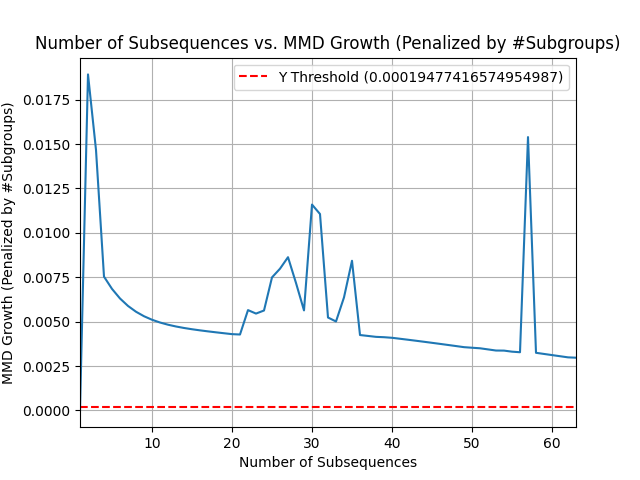 Number of Subsequences vs. MMD Growth (Penalized by #Subgroups)
Y Threshold (0.00019477416574954987)
MMD Growth (Penalized by #Subgroups)
0.0175
0.0150
0.0125
0.0100
0.0075
0.0050
0.0025
0.0000
10 20 30 40 50 60
Number of Subsequences